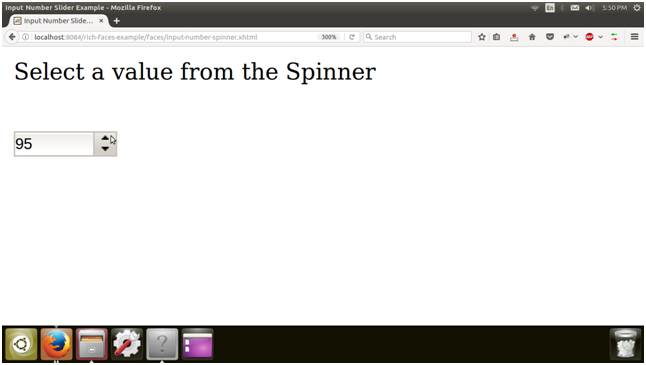 Input Number Slider Example - Mozilla Firefox
En
5:50 PM
Input Number Slide...
localhost:8084/rich-faces-example/faces/input-number-spinner.xhtml
300%
Search
ABP
Select a value from the Spinner
95